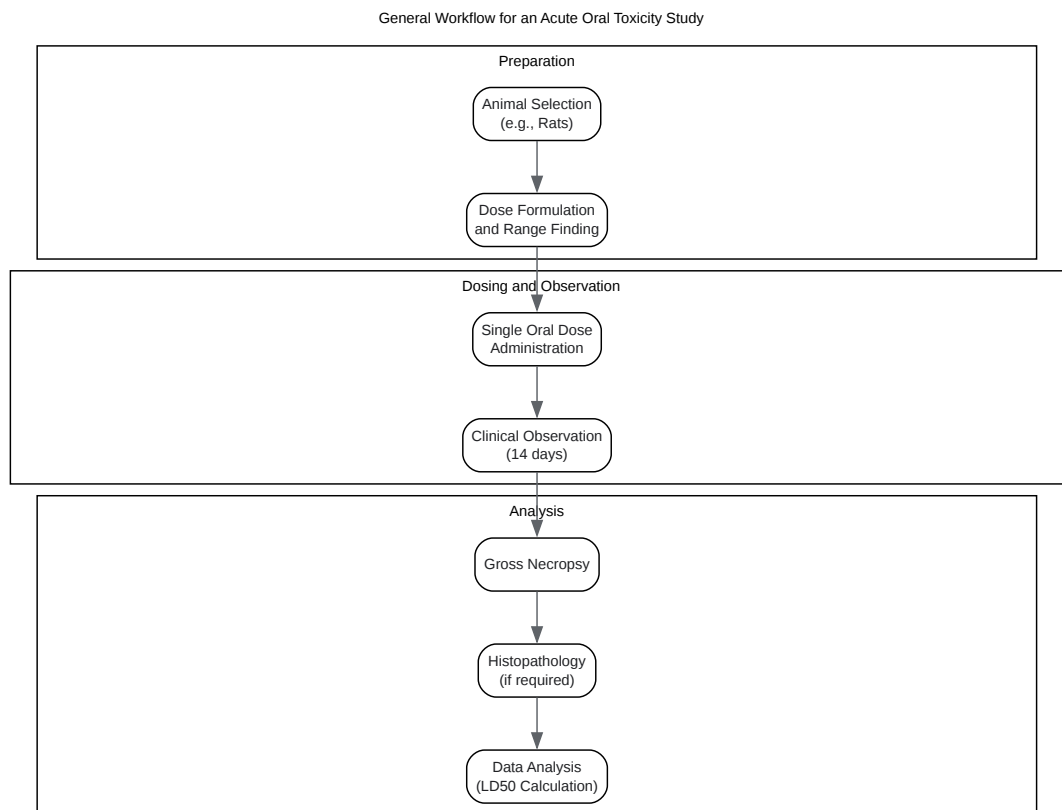 General Workflow for an Acute Oral Toxicity Study
Preparation
Animal Selection
(e.g., Rats)
Dose Formulation
and Range Finding
Dosing and Observation
Single Oral Dose
Administration
Clinical Observation
(14 days)
Analysis
Gross Necropsy
Histopathology
(if required)
Data Analysis
(LD50 Calculation)